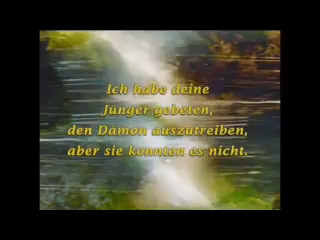 Ich habe deine
Jünger gebeten,
den Dämon auszutreiben,
aber sie konnten es nicht.